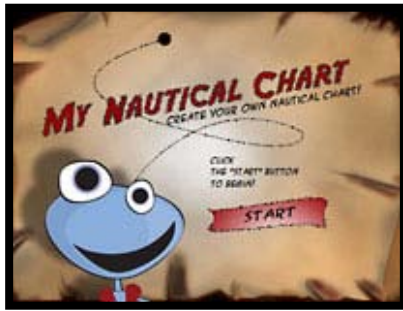 MY NAUTICAL CHART
CREATE YOUR OWN NAUTICAL CHART!
CLICK
THE "START" BUTTON
TO BEGIN!
START